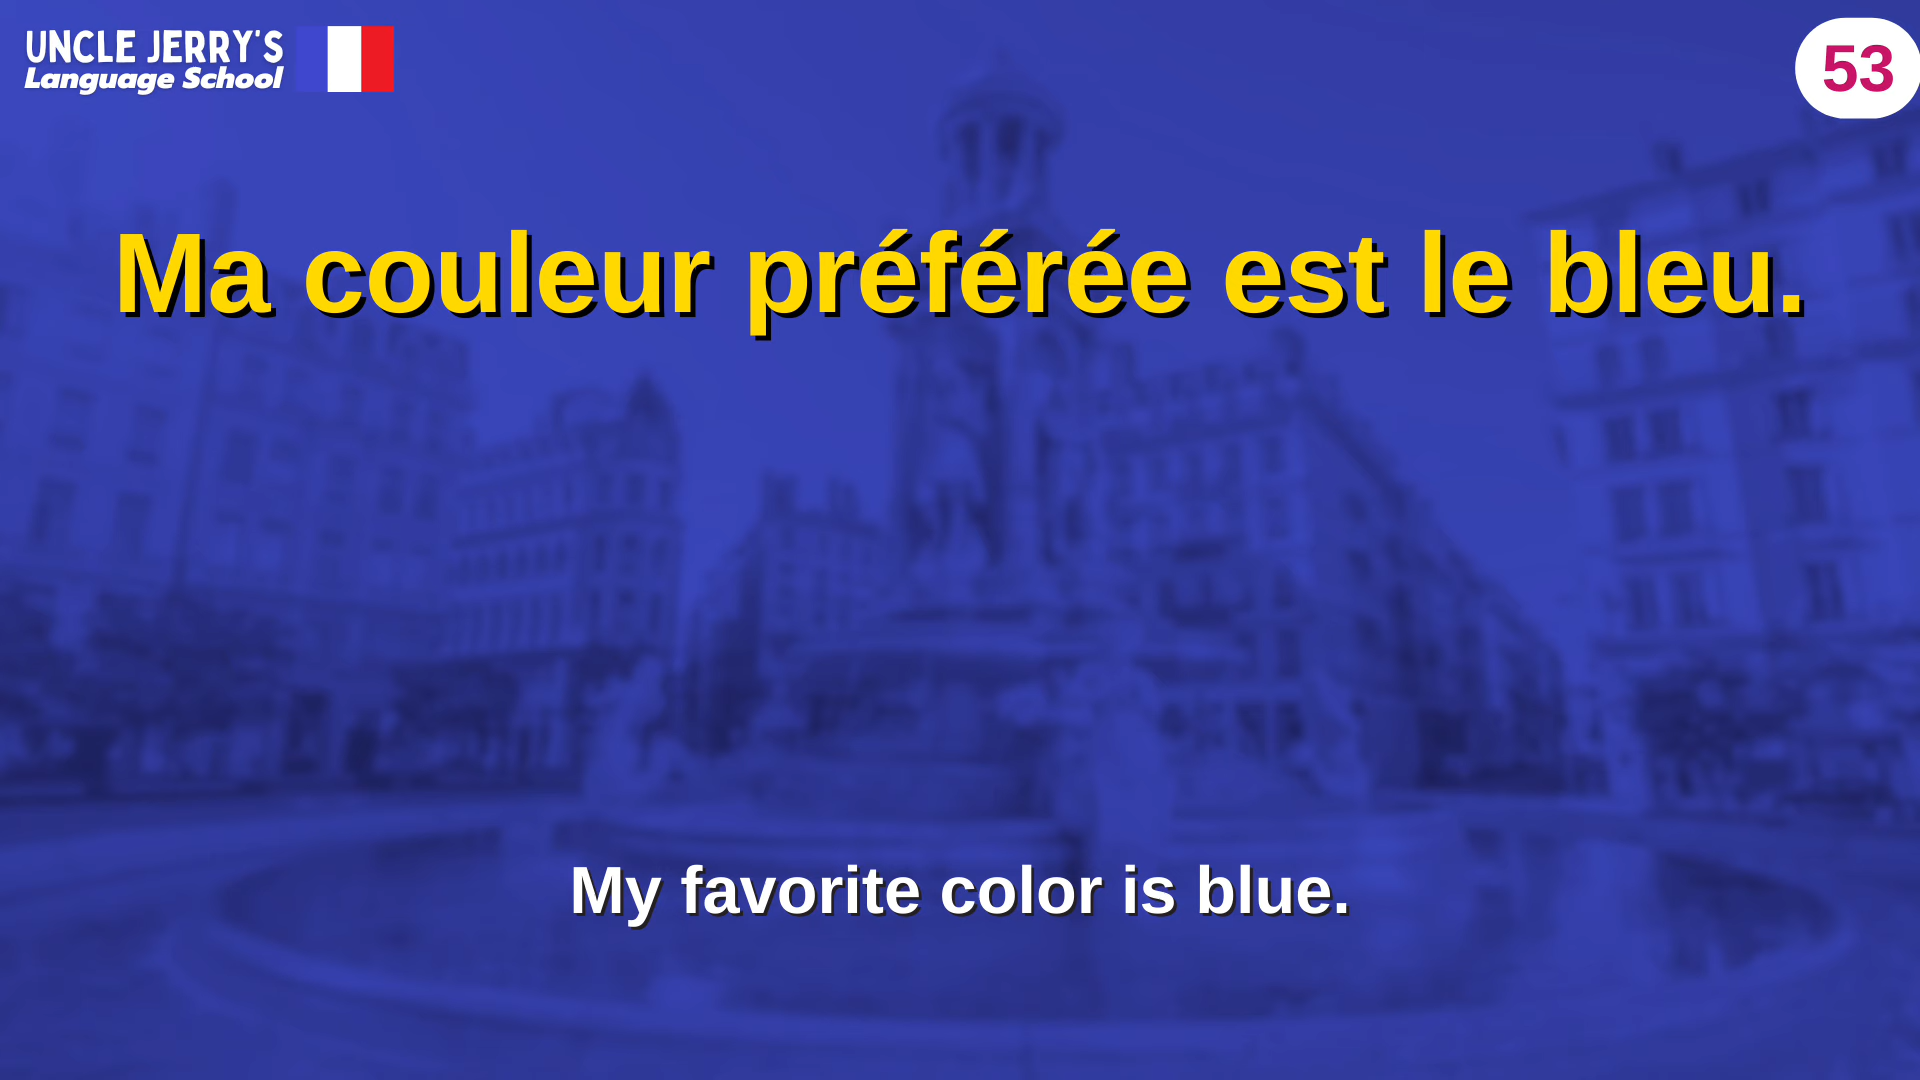 UNCLE JERRY'S
Language School
53
Ma couleur préférée est le bleu.
My favorite color is blue.